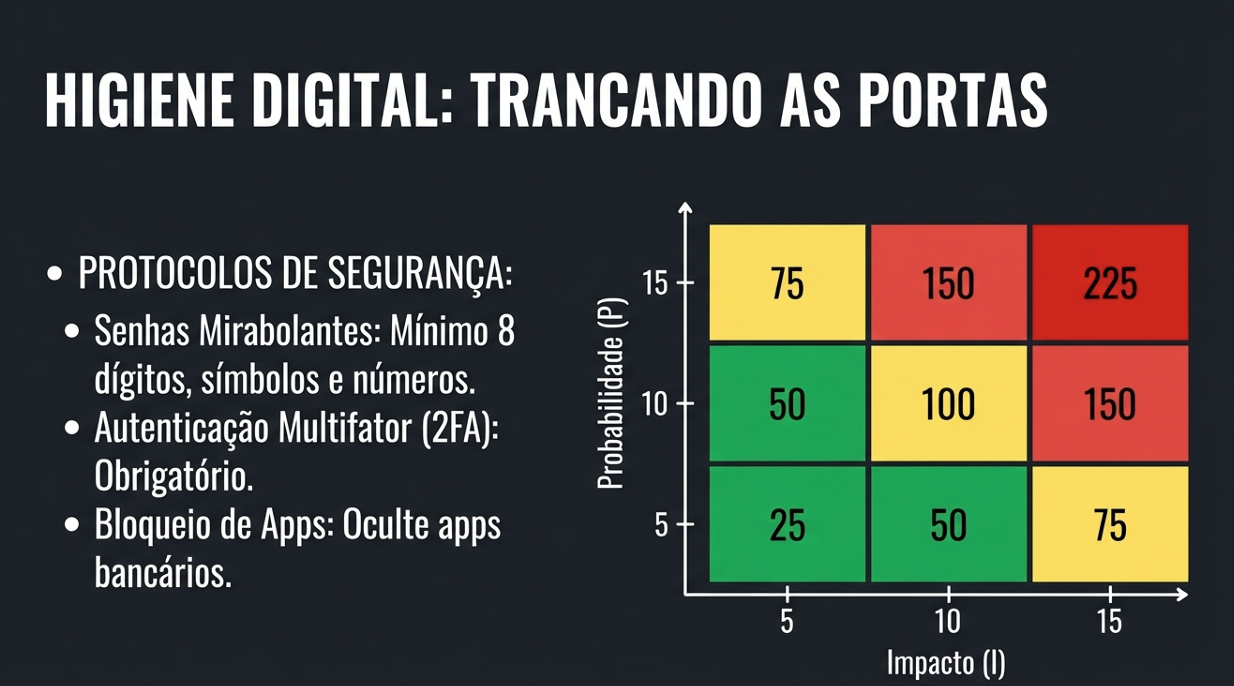 HIGIENE DIGITAL: TRANCANDO AS PORTAS
• PROTOCOLOS DE SEGURANÇA:
• Senhas Mirabolantes: Mínimo 8
dígitos, símbolos e números.
• Autenticação Multifator (2FA):
Obrigatório.
• Bloqueio de Apps: Oculte apps
bancários.
Probabilidade (P)
15 75 150 225
10 50 100 150
5 25 50 75
5 10 15
Impacto (I)